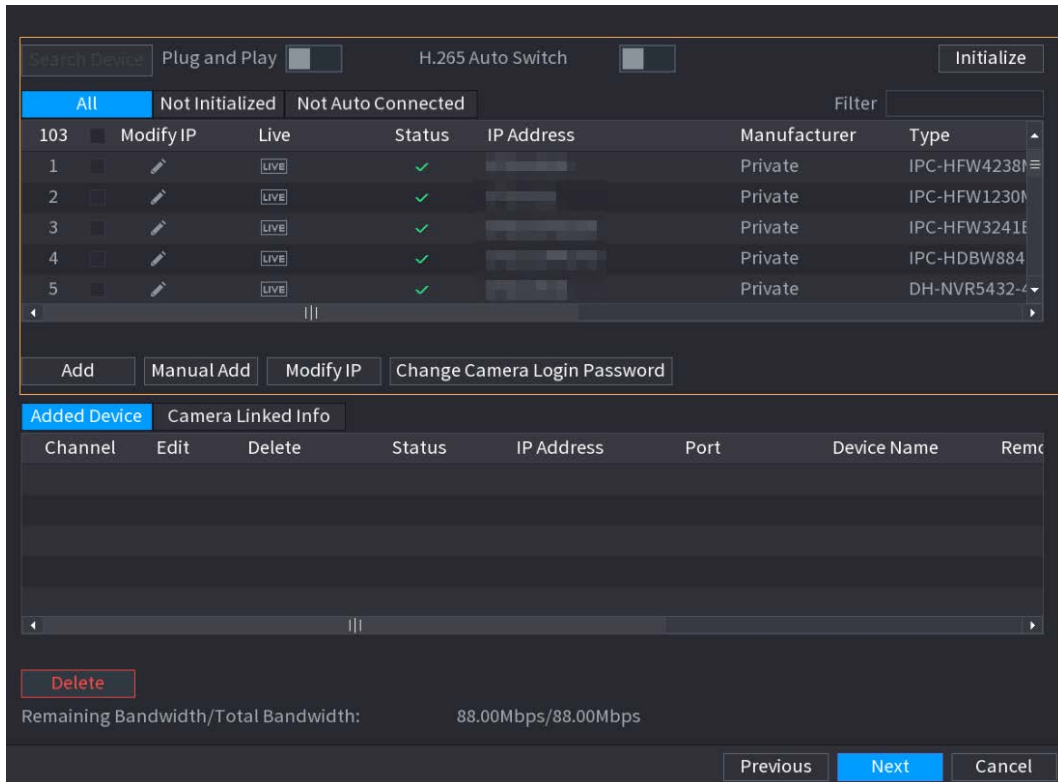 Search Device Plug and Play H.265 Auto Switch Initialize
All Not Initialized Not Auto Connected Filter
103 Modify IP Live Status IP Address Manufacturer Type
1 LIVE Private IPC-HFW4238
2 LIVE Private IPC-HFW1230
3 LIVE Private IPC-HFW3241
4 LIVE Private IPC-HDBW884
5 LIVE Private DH-NVR5432-4
Add Manual Add Modify IP Change Camera Login Password
Added Device Camera Linked Info
Channel Edit Delete Status IP Address Port Device Name Remo
Delete
Remaining Bandwidth/Total Bandwidth: 88.00Mbps/88.00Mbps
Previous Next Cancel